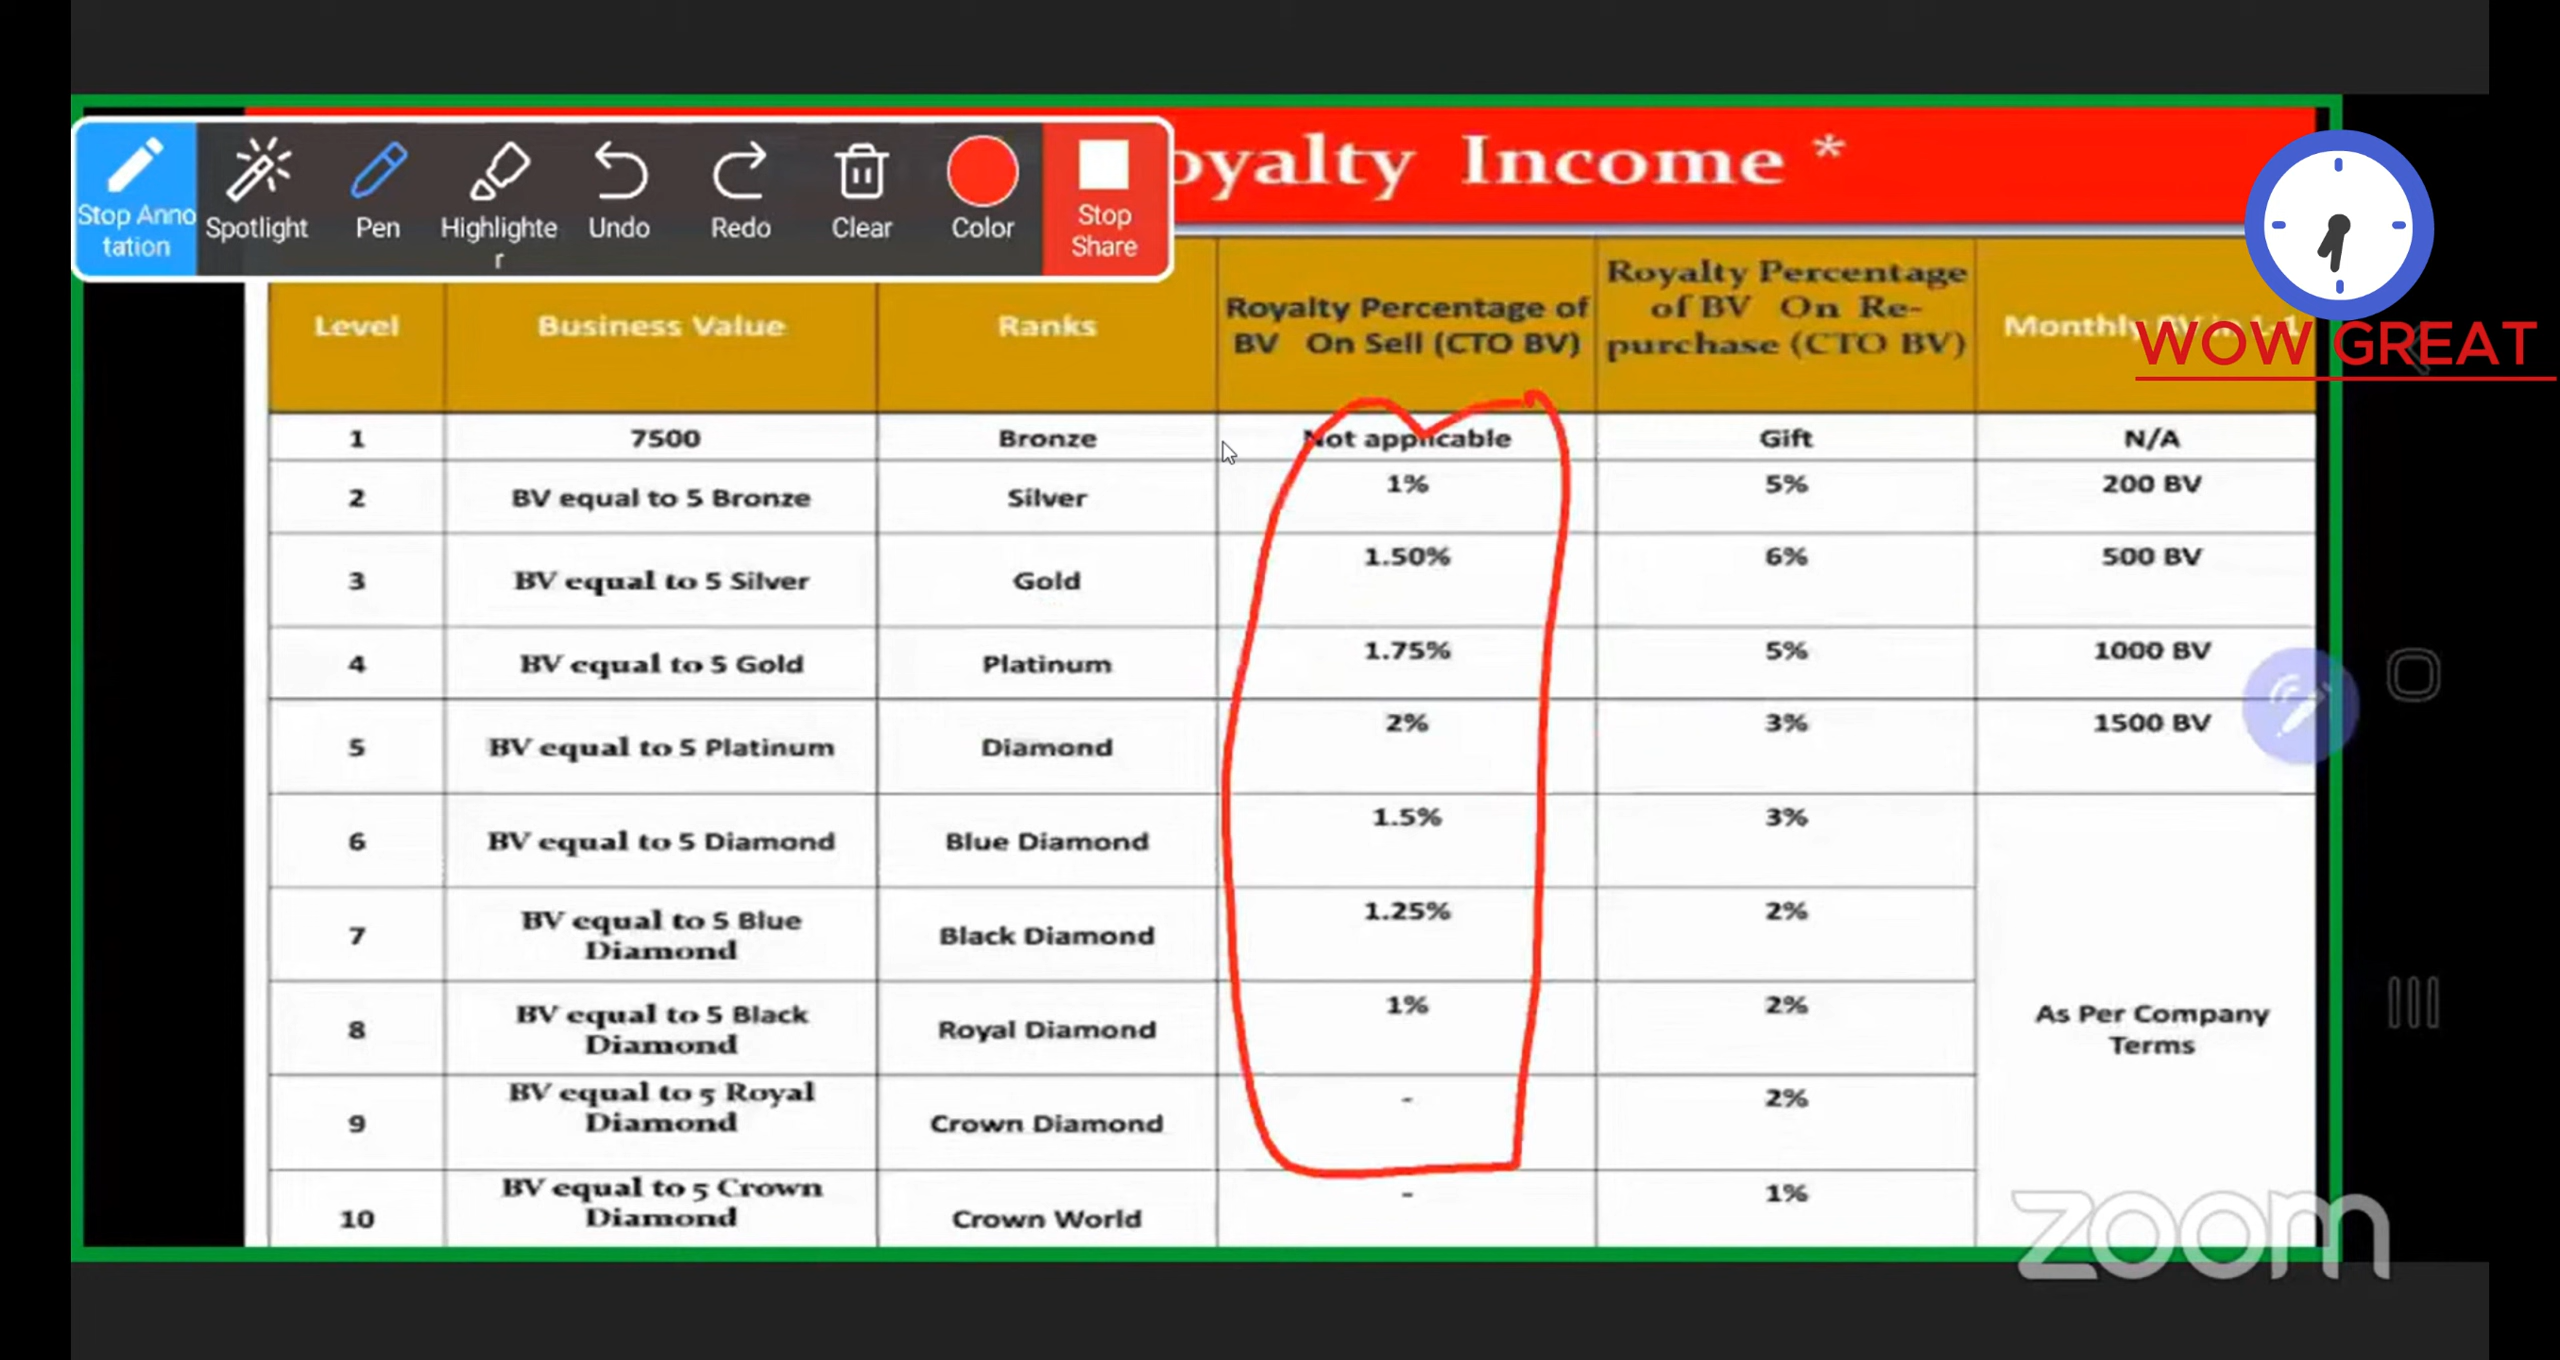 oyalty Income *
Stop Anno
tation
Spotlight
Pen
Highlighte
r
Undo
Redo
Clear
Color
Stop
Share
WOW GREAT
Level
Business Value
Ranks
Royalty Percentage of
BV On Sell (CTO BV)
Royalty Percentage
of BV On Re-
purchase (CTO BV)
Monthly
1 7500 Bronze Not applicable Gift N/A
2 BV equal to 5 Bronze Silver 1% 5% 200 BV
3 BV equal to 5 Silver Gold 1.50% 6% 500 BV
4 BV equal to 5 Gold Platinum 1.75% 5% 1000 BV
5 BV equal to 5 Platinum Diamond 2% 3% 1500 BV
6 BV equal to 5 Diamond Blue Diamond 1.5% 3%
7 BV equal to 5 Blue
Diamond Black Diamond 1.25% 2%
8 BV equal to 5 Black
Diamond Royal Diamond 1% 2%
As Per Company
Terms
9 BV equal to 5 Royal
Diamond Crown Diamond - 2%
10 BV equal to 5 Crown
Diamond Crown World - 1%
zoom